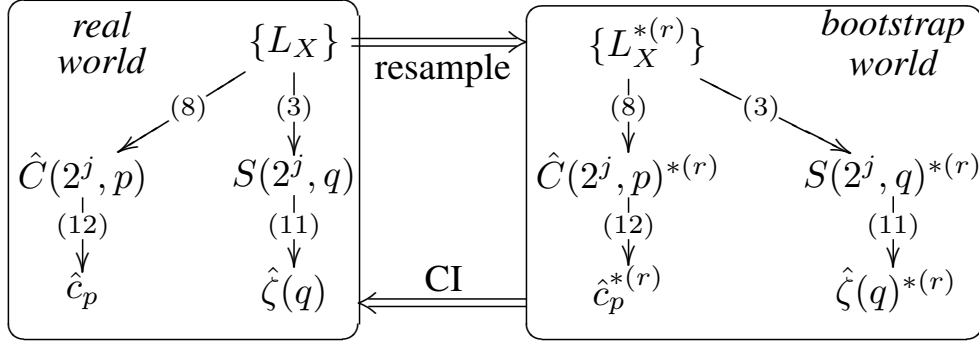 real world
{L_X}
resample
{L_X^{*(r)}}
bootstrap world
(8)
(3)
(8)
(3)
Ĉ(2^j, p)
S(2^j, q)
Ĉ(2^j, p)^{*(r)}
S(2^j, q)^{*(r)}
(12)
(11)
(12)
(11)
ĉ_p
ζ̂(q)
CI
ĉ_p^{*(r)}
ζ̂(q)^{*(r)}